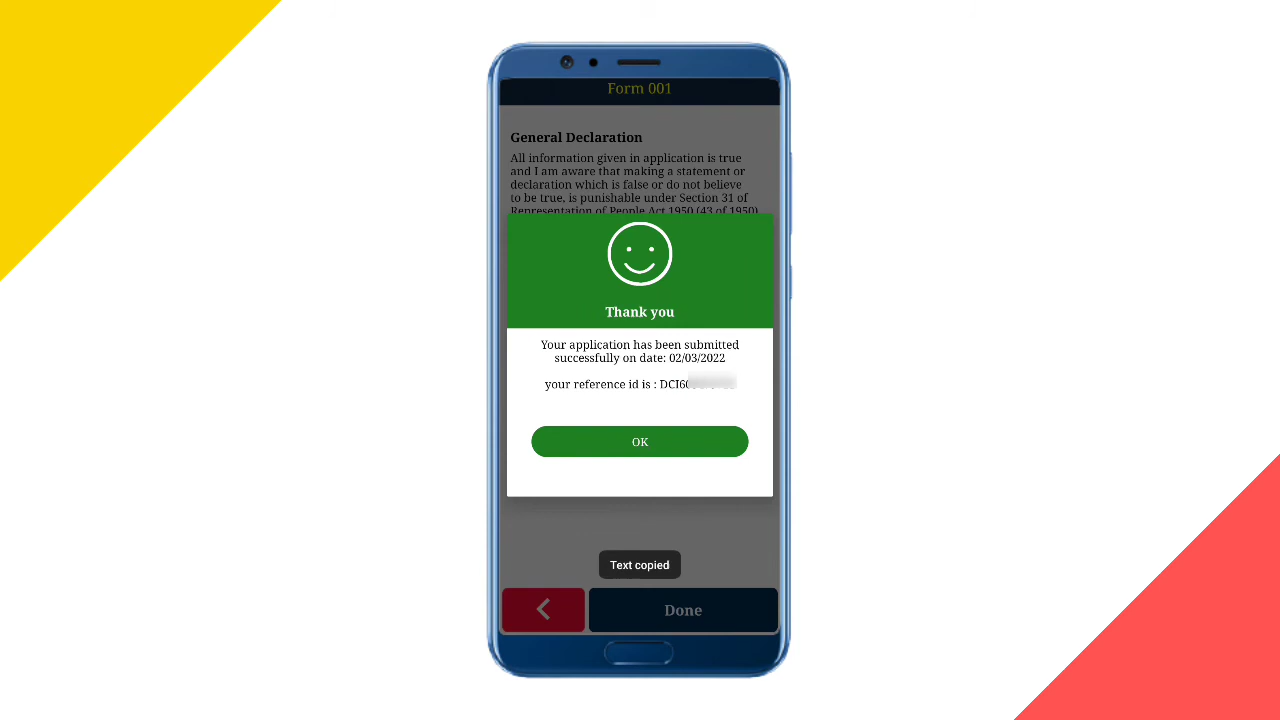 Form 001
General Declaration
All information given in application is true
and I am aware that making a statement or
declaration which is false or do not believe
to be true, is punishable under Section 31 of
Representation of People Act 1950 (43 of 1950)
Thank you
Your application has been submitted
successfully on date: 02/03/2022
your reference id is : DCI6
OK
Text copied
Done